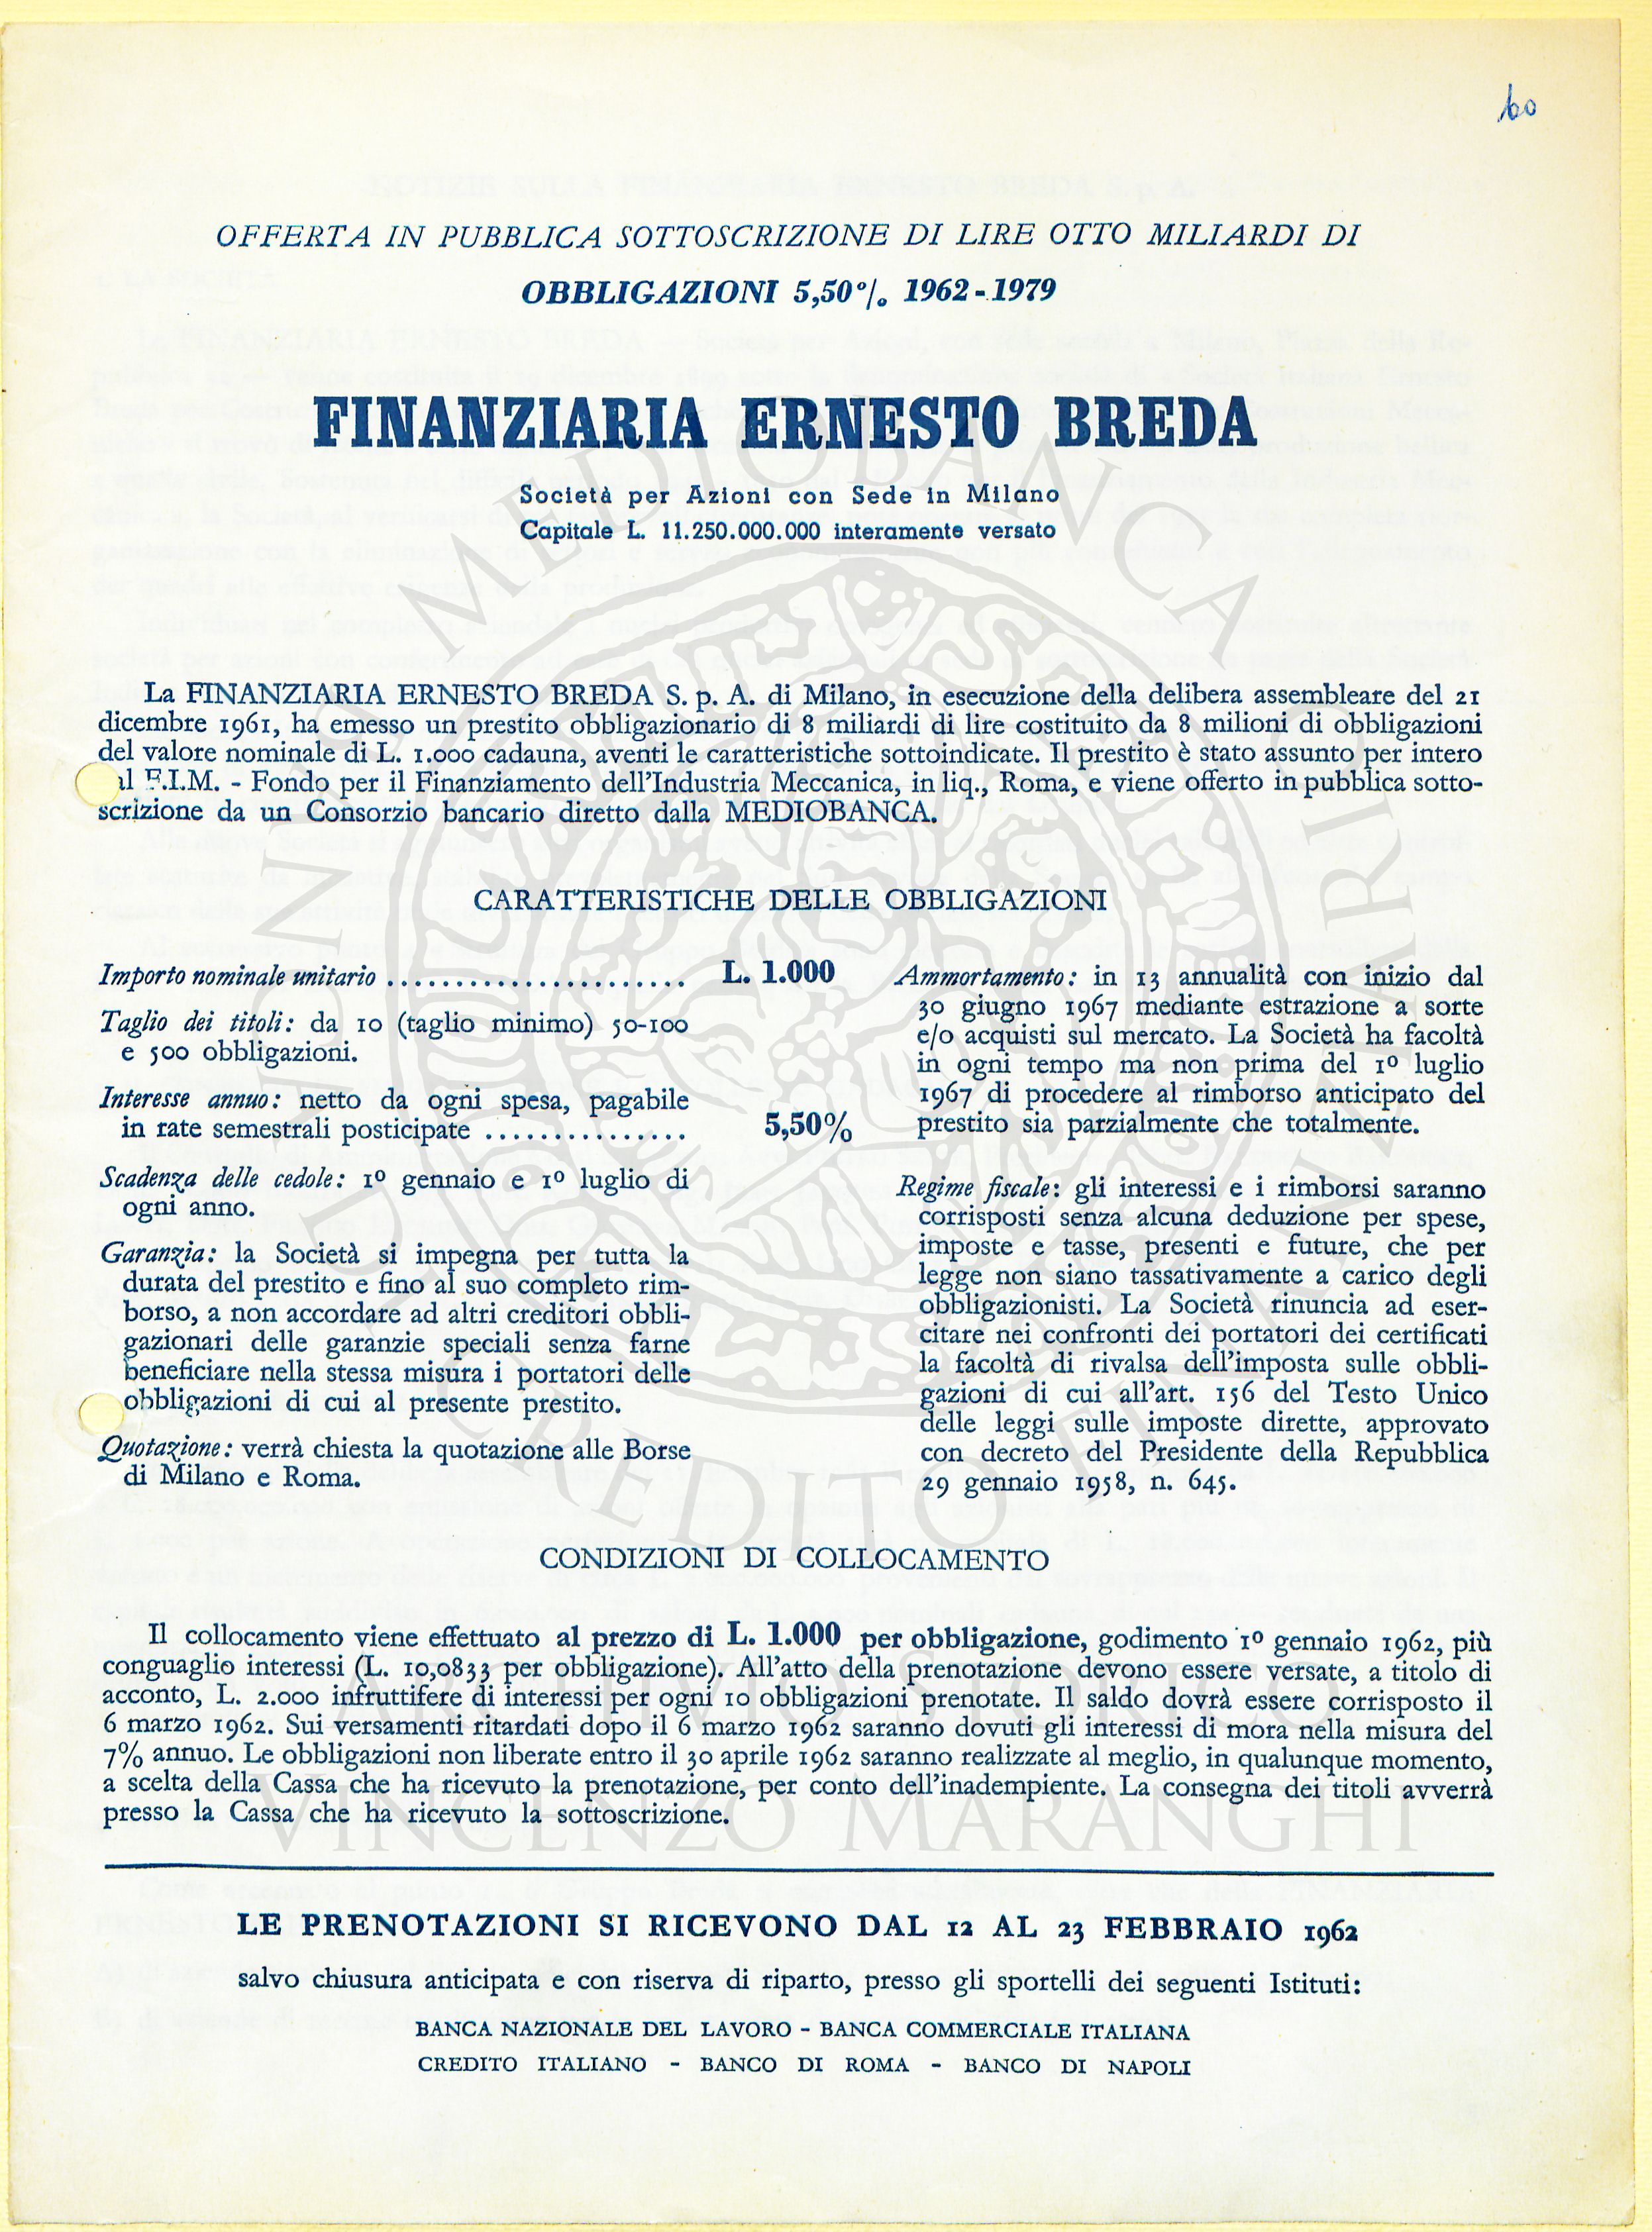 60
OFFERTA IN PUBBLICA SOTTOSCRIZIONE DI LIRE OTTO MILIARDI DI
OBBLIGAZIONI 5,50% 1962-1979
FINANZIARIA ERNESTO BREDA
Società per Azioni con Sede in Milano
Capitale L. 11.250.000.000 interamente versato
La FINANZIARIA ERNESTO BREDA S. p. A. di Milano, in esecuzione della delibera assembleare del 21
dicembre 1961, ha emesso un prestito obbligazionario di 8 miliardi di lire costituito da 8 milioni di obbligazioni
del valore nominale di L. 1.000 cadauna, aventi le caratteristiche sottoindicate. Il prestito è stato assunto per intero
al F.I.M. - Fondo per il Finanziamento dell'Industria Meccanica, in liq., Roma, e viene offerto in pubblica sotto-
scrizione da un Consorzio bancario diretto dalla MEDIOBANCA.
CARATTERISTICHE DELLE OBBLIGAZIONI
Importo nominale unitario ...................... L. 1.000
Taglio dei titoli: da 10 (taglio minimo) 50-100
e 500 obbligazioni.
Interesse annuo: netto da ogni spesa, pagabile
in rate semestrali posticipate ............... 5,50%
Scadenza delle cedole: 1º gennaio e 1º luglio di
ogni anno.
Garanzia: la Società si impegna per tutta la
durata del prestito e fino al suo completo rim-
borso, a non accordare ad altri creditori obbli-
gazionari delle garanzie speciali senza farne
beneficiare nella stessa misura i portatori delle
obbligazioni di cui al presente prestito.
Quotazione: verrà chiesta la quotazione alle Borse
di Milano e Roma.
Ammortamento: in 13 annualità con inizio dal
30 giugno 1967 mediante estrazione a sorte
e/o acquisti sul mercato. La Società ha facoltà
in ogni tempo ma non prima del 1º luglio
1967 di procedere al rimborso anticipato del
prestito sia parzialmente che totalmente.
Regime fiscale: gli interessi e i rimborsi saranno
corrisposti senza alcuna deduzione per spese,
imposte e tasse, presenti e future, che per
legge non siano tassativamente a carico degli
obbligazionisti. La Società rinuncia ad eser-
citare nei confronti dei portatori dei certificati
la facoltà di rivalsa dell'imposta sulle obbli-
gazioni di cui all'art. 156 del Testo Unico
delle leggi sulle imposte dirette, approvato
con decreto del Presidente della Repubblica
29 gennaio 1958, n. 645.
CONDIZIONI DI COLLOCAMENTO
Il collocamento viene effettuato al prezzo di L. 1.000 per obbligazione, godimento 1º gennaio 1962, più
conguaglio interessi (L. 10,0833 per obbligazione). All'atto della prenotazione devono essere versate, a titolo di
acconto, L. 2.000 infruttifere di interessi per ogni 10 obbligazioni prenotate. Il saldo dovrà essere corrisposto il
6 marzo 1962. Sui versamenti ritardati dopo il 6 marzo 1962 saranno dovuti gli interessi di mora nella misura del
7% annuo. Le obbligazioni non liberate entro il 30 aprile 1962 saranno realizzate al meglio, in qualunque momento,
a scelta della Cassa che ha ricevuto la prenotazione, per conto dell'inadempiente. La consegna dei titoli avverrà
presso la Cassa che ha ricevuto la sottoscrizione.
LE PRENOTAZIONI SI RICEVONO DAL 12 AL 23 FEBBRAIO 1962
salvo chiusura anticipata e con riserva di riparto, presso gli sportelli dei seguenti Istituti:
BANCA NAZIONALE DEL LAVORO - BANCA COMMERCIALE ITALIANA
CREDITO ITALIANO - BANCO DI ROMA - BANCO DI NAPOLI
MEDIOBANCA
BANCA DI CREDITO FINANZIARIO
ARCHIVIO STORICO
VINCENZO MARANGHI